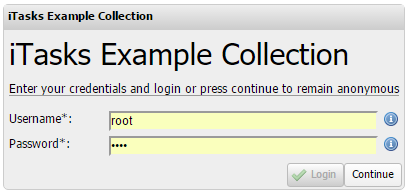 iTasks Example Collection
iTasks Example Collection
Enter your credentials and login or press continue to remain anonymous
Username*: root
Password*: ••••
Login Continue